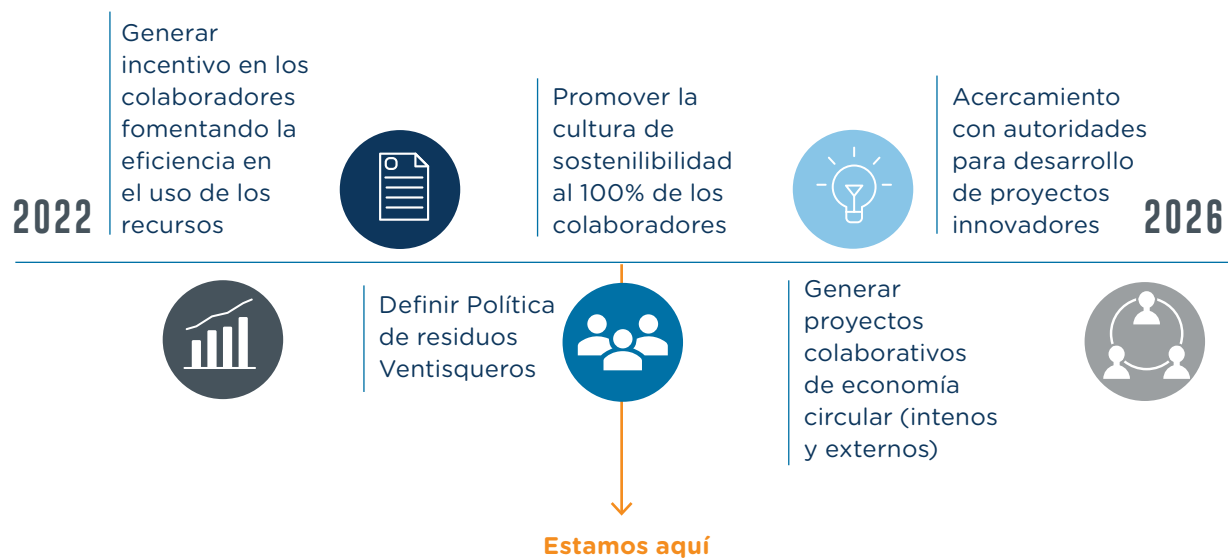 2022
Generar
incentivo en los
colaboradores
fomentando la
eficiencia en
el uso de los
recursos
Definir Política
de residuos
Ventisqueros
Promover la
cultura de
sostenilibilidad
al 100% de los
colaboradores
Estamos aquí
Generar
proyectos
colaborativos
de economía
circular (intenos
y externos)
Acercamiento
con autoridades
para desarrollo
de proyectos
innovadores
2026